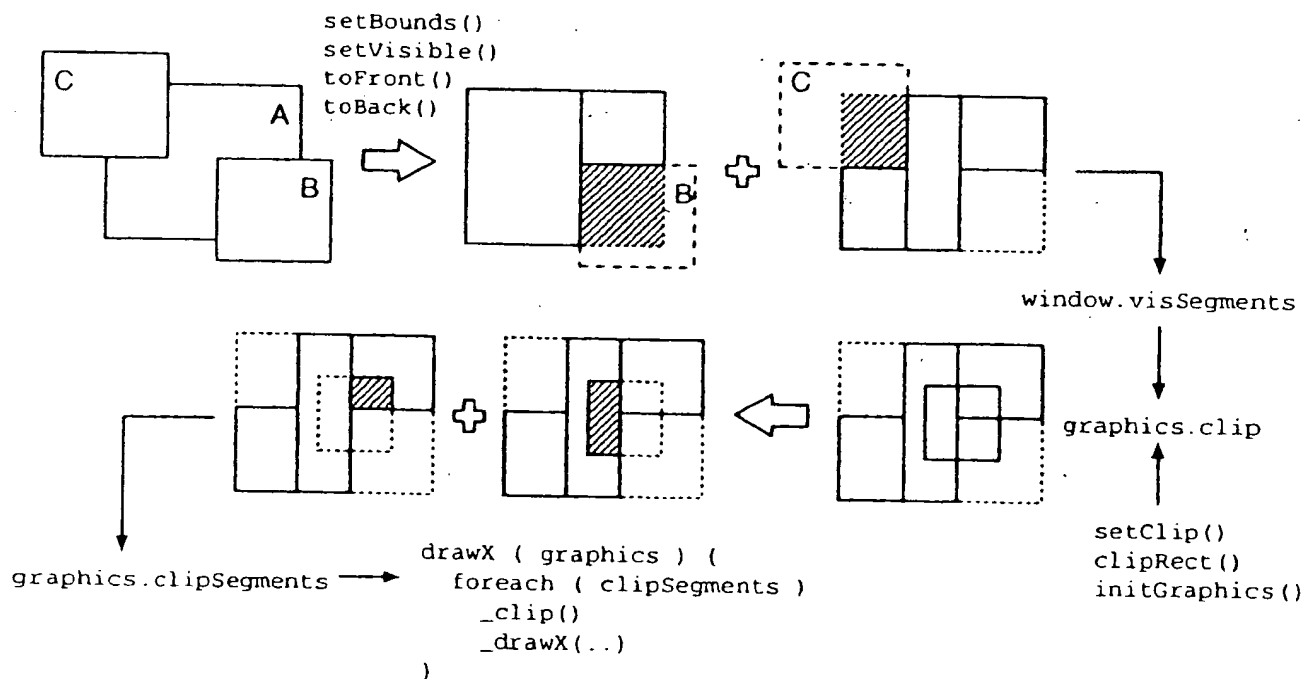 setBounds()
setVisible()
toFront()
toBack()
C
A
B
B
C
window.visSegments
graphics.clip
setClip()
clipRect()
initGraphics()
graphics.clipSegments
drawX ( graphics ) (
foreach ( clipSegments )
_clip()
_drawX(..)
)